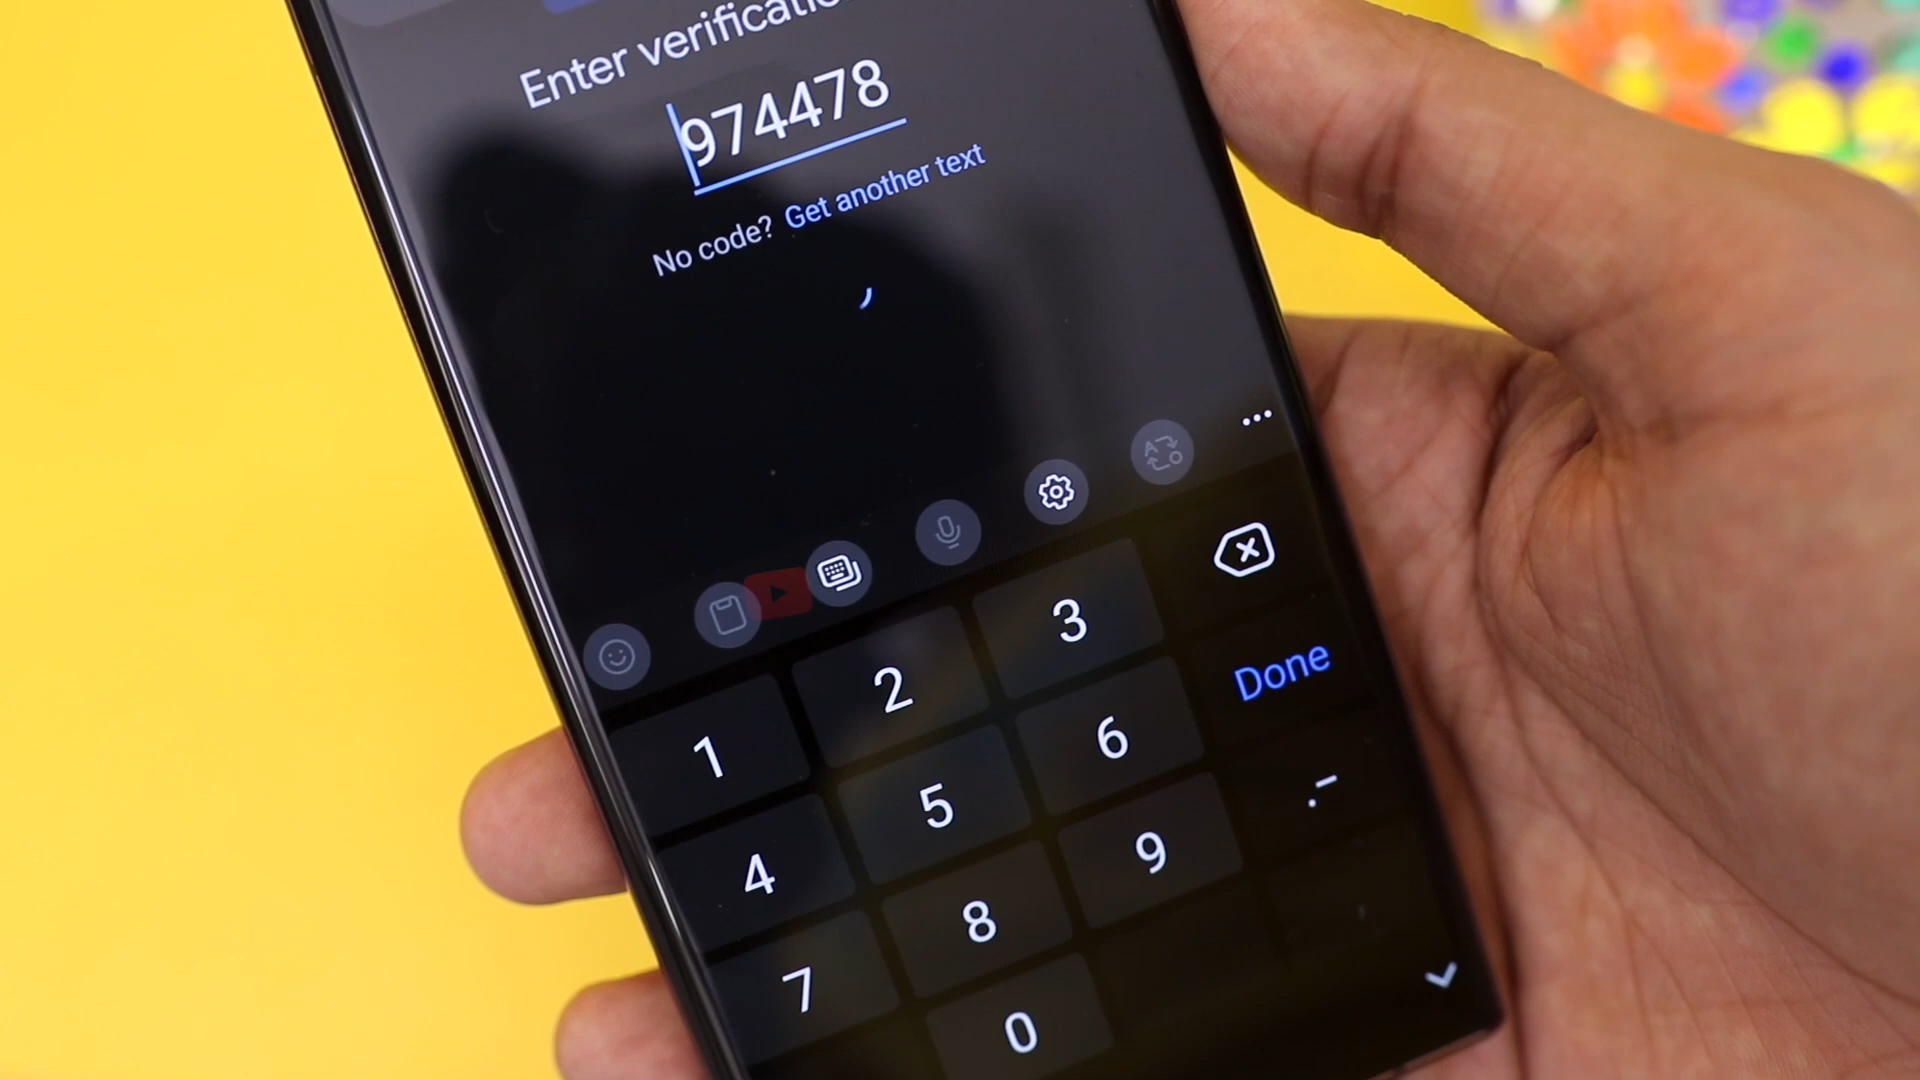 Enter verificatio
974478
No code? Get another text
1 2 3
4 5 6 Done
7 8 9 .-
0